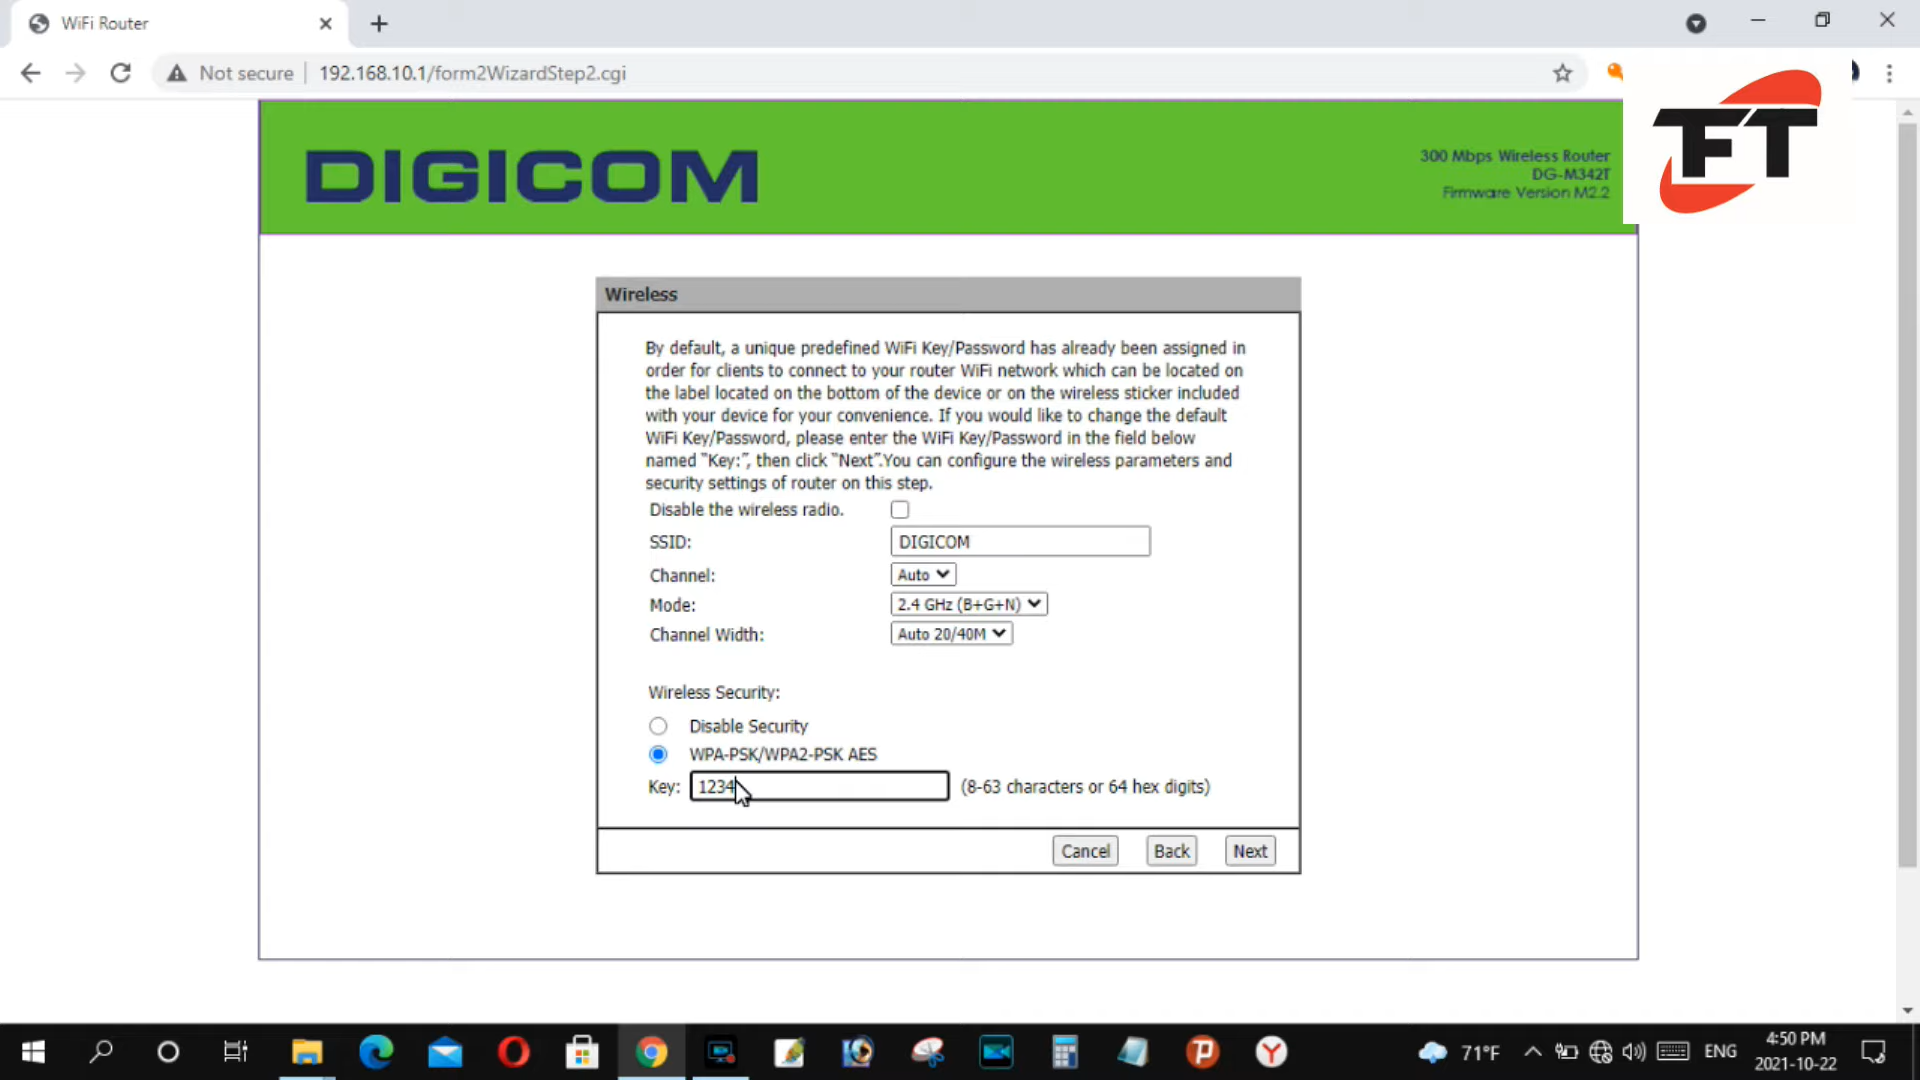 WiFi Router
Not secure
192.168.10.1/form2WizardStep2.cgi
DIGICOM
300 Mbps Wireless Router
DG-M342T
Firmware Version M2.2
FT
Wireless
By default, a unique predefined WiFi Key/Password has already been assigned in
order for clients to connect to your router WiFi network which can be located on
the label located on the bottom of the device or on the wireless sticker included
with your device for your convenience. If you would like to change the default
WiFi Key/Password, please enter the WiFi Key/Password in the field below
named "Key:", then click "Next".You can configure the wireless parameters and
security settings of router on this step.
Disable the wireless radio.
SSID: DIGICOM
Channel: Auto
Mode: 2.4 GHz (B+G+N)
Channel Width: Auto 20/40M
Wireless Security:
Disable Security
WPA-PSK/WPA2-PSK AES
Key: 1234 (8-63 characters or 64 hex digits)
Cancel Back Next
71°F ENG
4:50 PM
2021-10-22